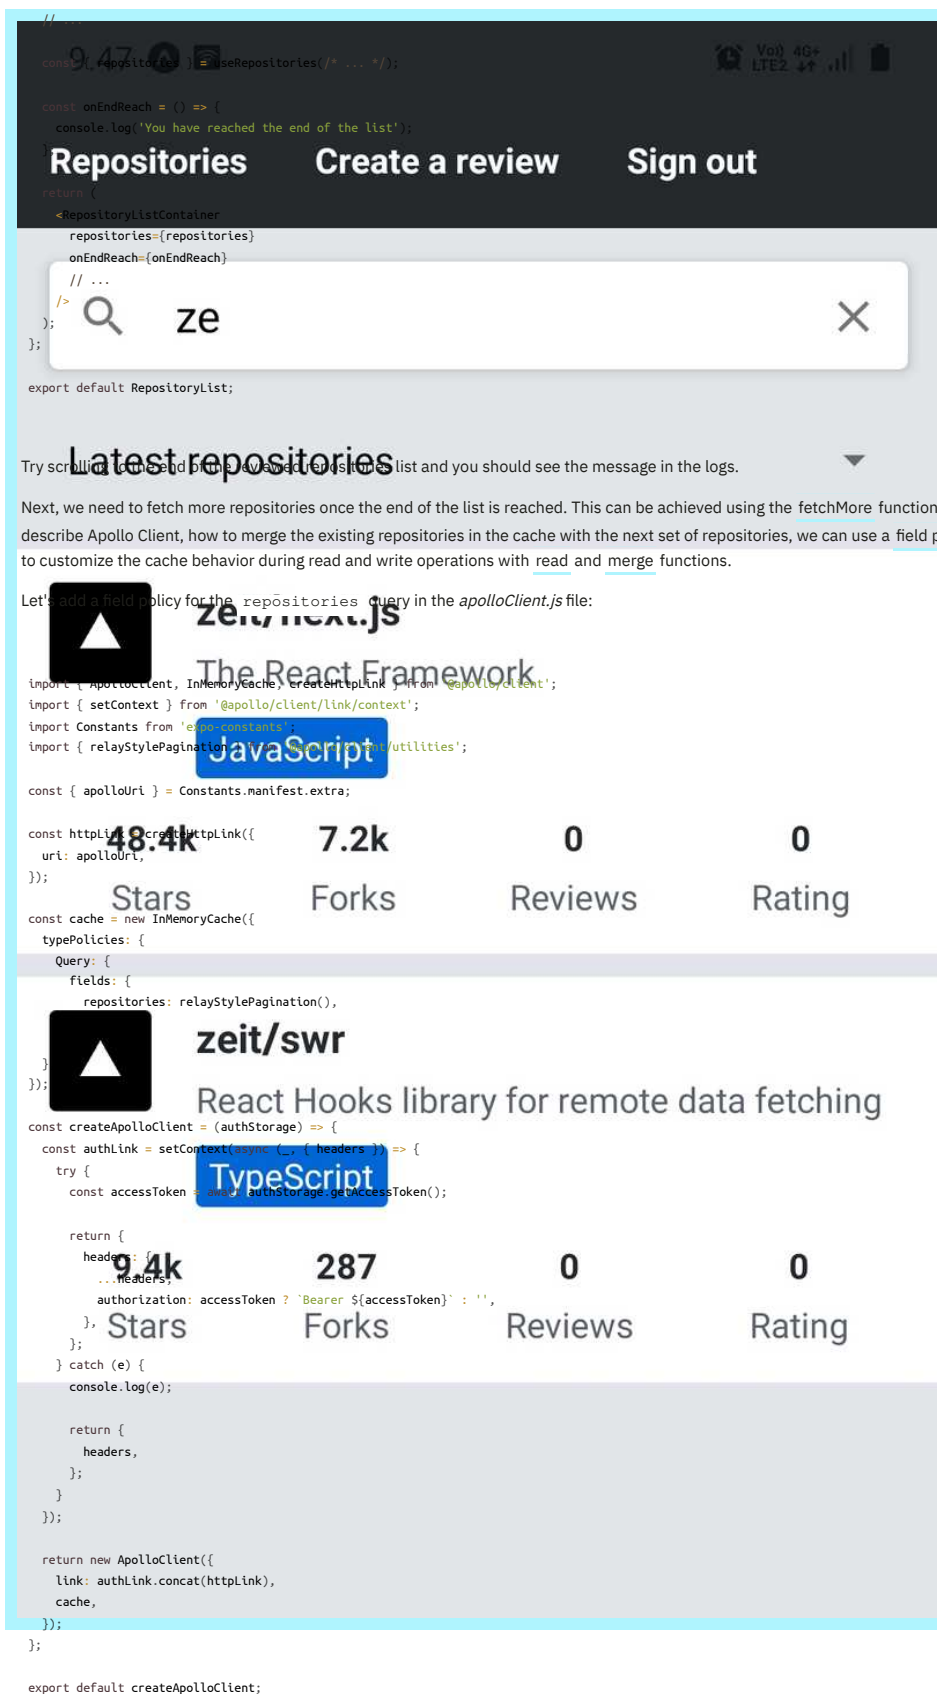 // ...
9.47
Voi) 4G+
LTE2
const { repositories } = useRepositories(/* ... */);
const onEndReach = () => {
console.log('You have reached the end of the list');
Repositories Create a review Sign out
return (
<RepositoryListContainer
repositories={repositories}
onEndReach={onEndReach}
// ...
/>
ze
);
};
export default RepositoryList;
Latest repositories
Try scrolling to the end of the reviewed repositories list and you should see the message in the logs.
Next, we need to fetch more repositories once the end of the list is reached. This can be achieved using the fetchMore function
describe Apollo Client, how to merge the existing repositories in the cache with the next set of repositories, we can use a field p
to customize the cache behavior during read and write operations with read and merge functions.
Let's add a field policy for the repositories query in the apolloClient.js file:
zeit/next.js
The React Framework
import { ApolloClient, InMemoryCache, createHttpLink } from '@apollo/client';
import { setContext } from '@apollo/client/link/context';
import Constants from 'expo-constants';
import { relayStylePagination } from '@apollo/client/utilities';
JavaScript
const { apolloUri } = Constants.manifest.extra;
const httpLink = createHttpLink({
48.4k 7.2k 0 0
uri: apolloUri,
});
Stars Forks Reviews Rating
const cache = new InMemoryCache({
typePolicies: {
Query: {
fields: {
repositories: relayStylePagination(),
zeit/swr
}
});
React Hooks library for remote data fetching
const createApolloClient = (authStorage) => {
const authLink = setContext(async (_, { headers }) => {
try {
TypeScript
const accessToken = await authStorage.getAccessToken();
return {
headers: {
9.4k 287 0 0
...headers,
authorization: accessToken ? `Bearer ${accessToken}` : '',
},
Stars Forks Reviews Rating
};
} catch (e) {
console.log(e);
return {
headers,
};
}
});
return new ApolloClient({
link: authLink.concat(httpLink),
cache,
});
};
export default createApolloClient;